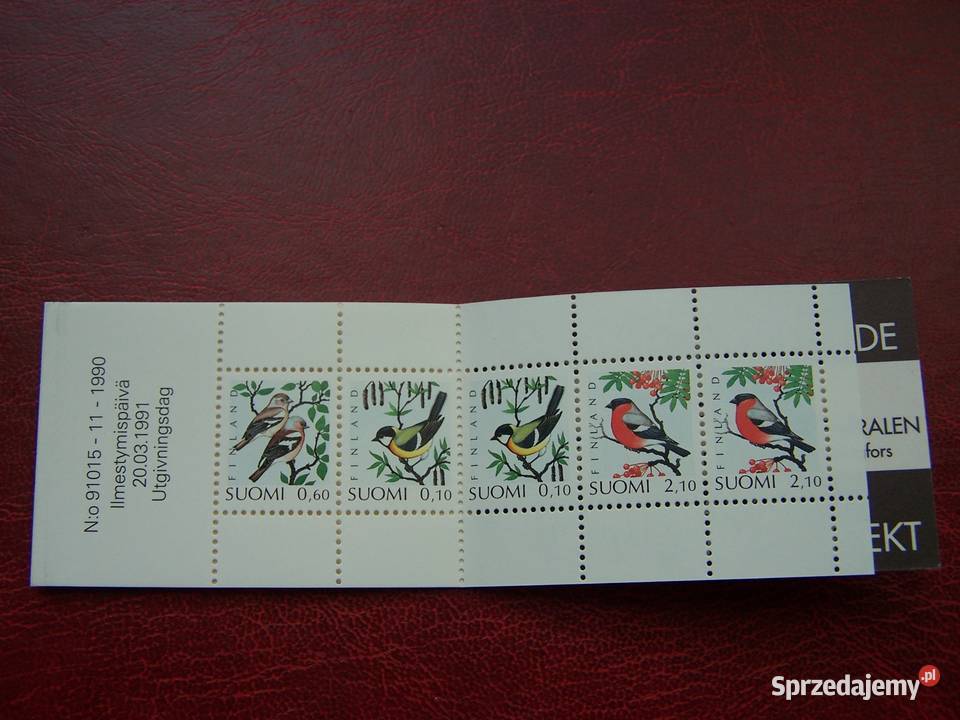 N:o 91015 - 11 - 1990
Ilmestymispäivä
20.03.1991
Utgivningsdag
FINLAND
SUOMI 0,60
FINLAND
SUOMI 0,10
FINLAND
SUOMI 0,10
FINLAND
SUOMI 2,10
FINLAND
SUOMI 2,10
DE
RALEN
fors
EKT
Sprzedajemy.pl